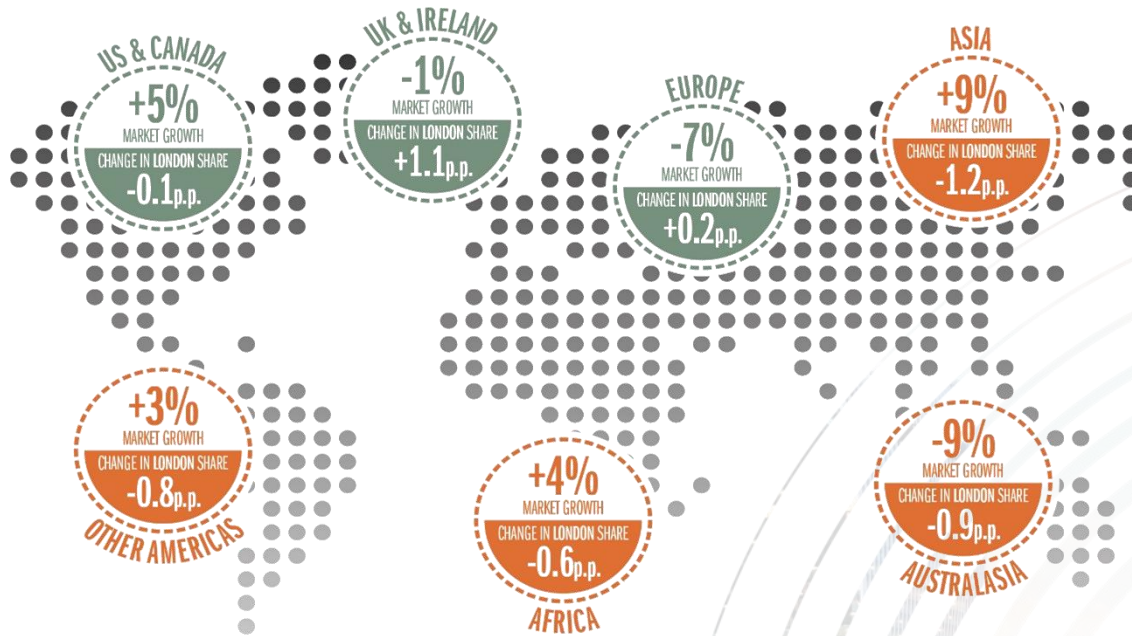 US & CANADA
+5%
MARKET GROWTH
CHANGE IN LONDON SHARE
-0.1p.p.
UK & IRELAND
-1%
MARKET GROWTH
CHANGE IN LONDON SHARE
+1.1p.p.
EUROPE
-7%
MARKET GROWTH
CHANGE IN LONDON SHARE
+0.2p.p.
ASIA
+9%
MARKET GROWTH
CHANGE IN LONDON SHARE
-1.2p.p.
+3%
MARKET GROWTH
CHANGE IN LONDON SHARE
-0.8p.p.
OTHER AMERICAS
+4%
MARKET GROWTH
CHANGE IN LONDON SHARE
-0.6p.p.
AFRICA
-9%
MARKET GROWTH
CHANGE IN LONDON SHARE
-0.9p.p.
AUSTRALASIA